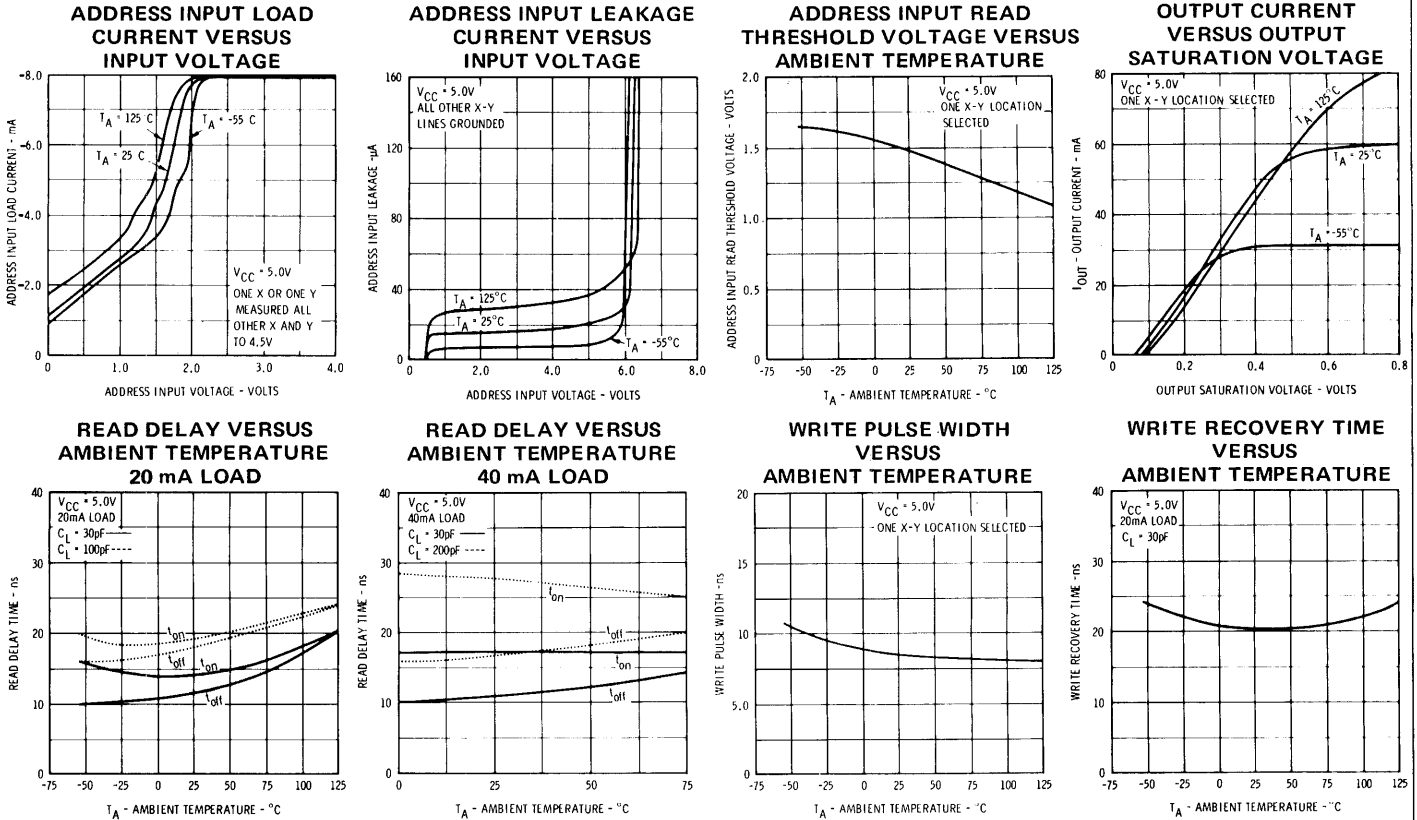 ADDRESS INPUT LOAD
CURRENT VERSUS
INPUT VOLTAGE
-8.0
-6.0
-4.0
-2.0
0
ADDRESS INPUT LOAD CURRENT - mA
T_A = 125°C
T_A = -55 C
T_A = 25 C
V_CC = 5.0V
ONE X OR ONE Y
MEASURED ALL
OTHER X AND Y
TO 4.5V
0 1.0 2.0 3.0 4.0
ADDRESS INPUT VOLTAGE - VOLTS
ADDRESS INPUT LEAKAGE
CURRENT VERSUS
INPUT VOLTAGE
160
120
80
40
0
ADDRESS INPUT LEAKAGE -µA
V_CC = 5.0V
ALL OTHER X-Y
LINES GROUNDED
T_A = 125°C
T_A = 25°C
T_A = -55°C
0 2.0 4.0 6.0 8.0
ADDRESS INPUT VOLTAGE - VOLTS
ADDRESS INPUT READ
THRESHOLD VOLTAGE VERSUS
AMBIENT TEMPERATURE
2.0
1.5
1.0
0.5
0
ADDRESS INPUT READ THRESHOLD VOLTAGE - VOLTS
V_CC = 5.0V
ONE X-Y LOCATION
SELECTED
-75 -50 -25 0 25 50 75 100 125
T_A - AMBIENT TEMPERATURE - °C
OUTPUT CURRENT
VERSUS OUTPUT
SATURATION VOLTAGE
80
60
40
20
0
I_OUT - OUTPUT CURRENT - mA
V_CC = 5.0V
ONE X-Y LOCATION SELECTED
T_A = 125°C
T_A = 25°C
T_A = -55°C
0 0.2 0.4 0.6 0.8
OUTPUT SATURATION VOLTAGE - VOLTS
READ DELAY VERSUS
AMBIENT TEMPERATURE
20 mA LOAD
40
30
20
10
0
READ DELAY TIME - ns
V_CC = 5.0V
20mA LOAD
C_L = 30pF
C_L = 100pF
t_on
t_off
t_on
t_off
-75 -50 -25 0 25 50 75 100 125
T_A - AMBIENT TEMPERATURE - °C
READ DELAY VERSUS
AMBIENT TEMPERATURE
40 mA LOAD
40
30
20
10
0
READ DELAY TIME - ns
V_CC = 5.0V
40mA LOAD
C_L = 30pF
C_L = 200pF
t_on
t_off
t_on
t_off
0 25 50 75
T_A - AMBIENT TEMPERATURE - °C
WRITE PULSE WIDTH
VERSUS
AMBIENT TEMPERATURE
20
15
10
5.0
0
WRITE PULSE WIDTH - ns
V_CC = 5.0V
ONE X-Y LOCATION SELECTED
-75 -50 -25 0 25 50 75 100 125
T_A - AMBIENT TEMPERATURE - °C
WRITE RECOVERY TIME
VERSUS
AMBIENT TEMPERATURE
40
30
20
10
0
WRITE RECOVERY TIME - ns
V_CC = 5.0V
20mA LOAD
C_L = 30pF
-75 -50 -25 0 25 50 75 100 125
T_A - AMBIENT TEMPERATURE - °C